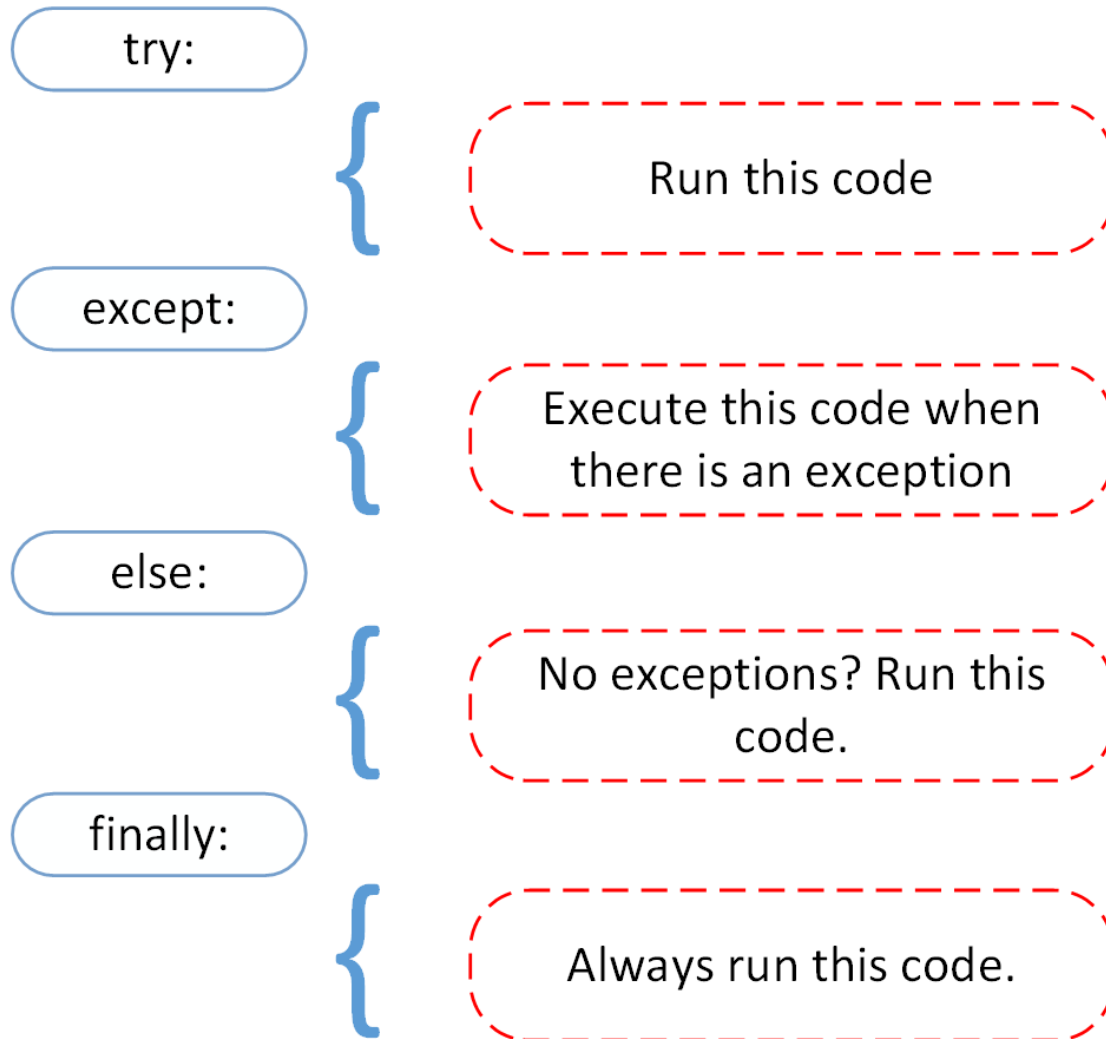 try:
Run this code
except:
Execute this code when
there is an exception
else:
No exceptions? Run this
code.
finally:
Always run this code.